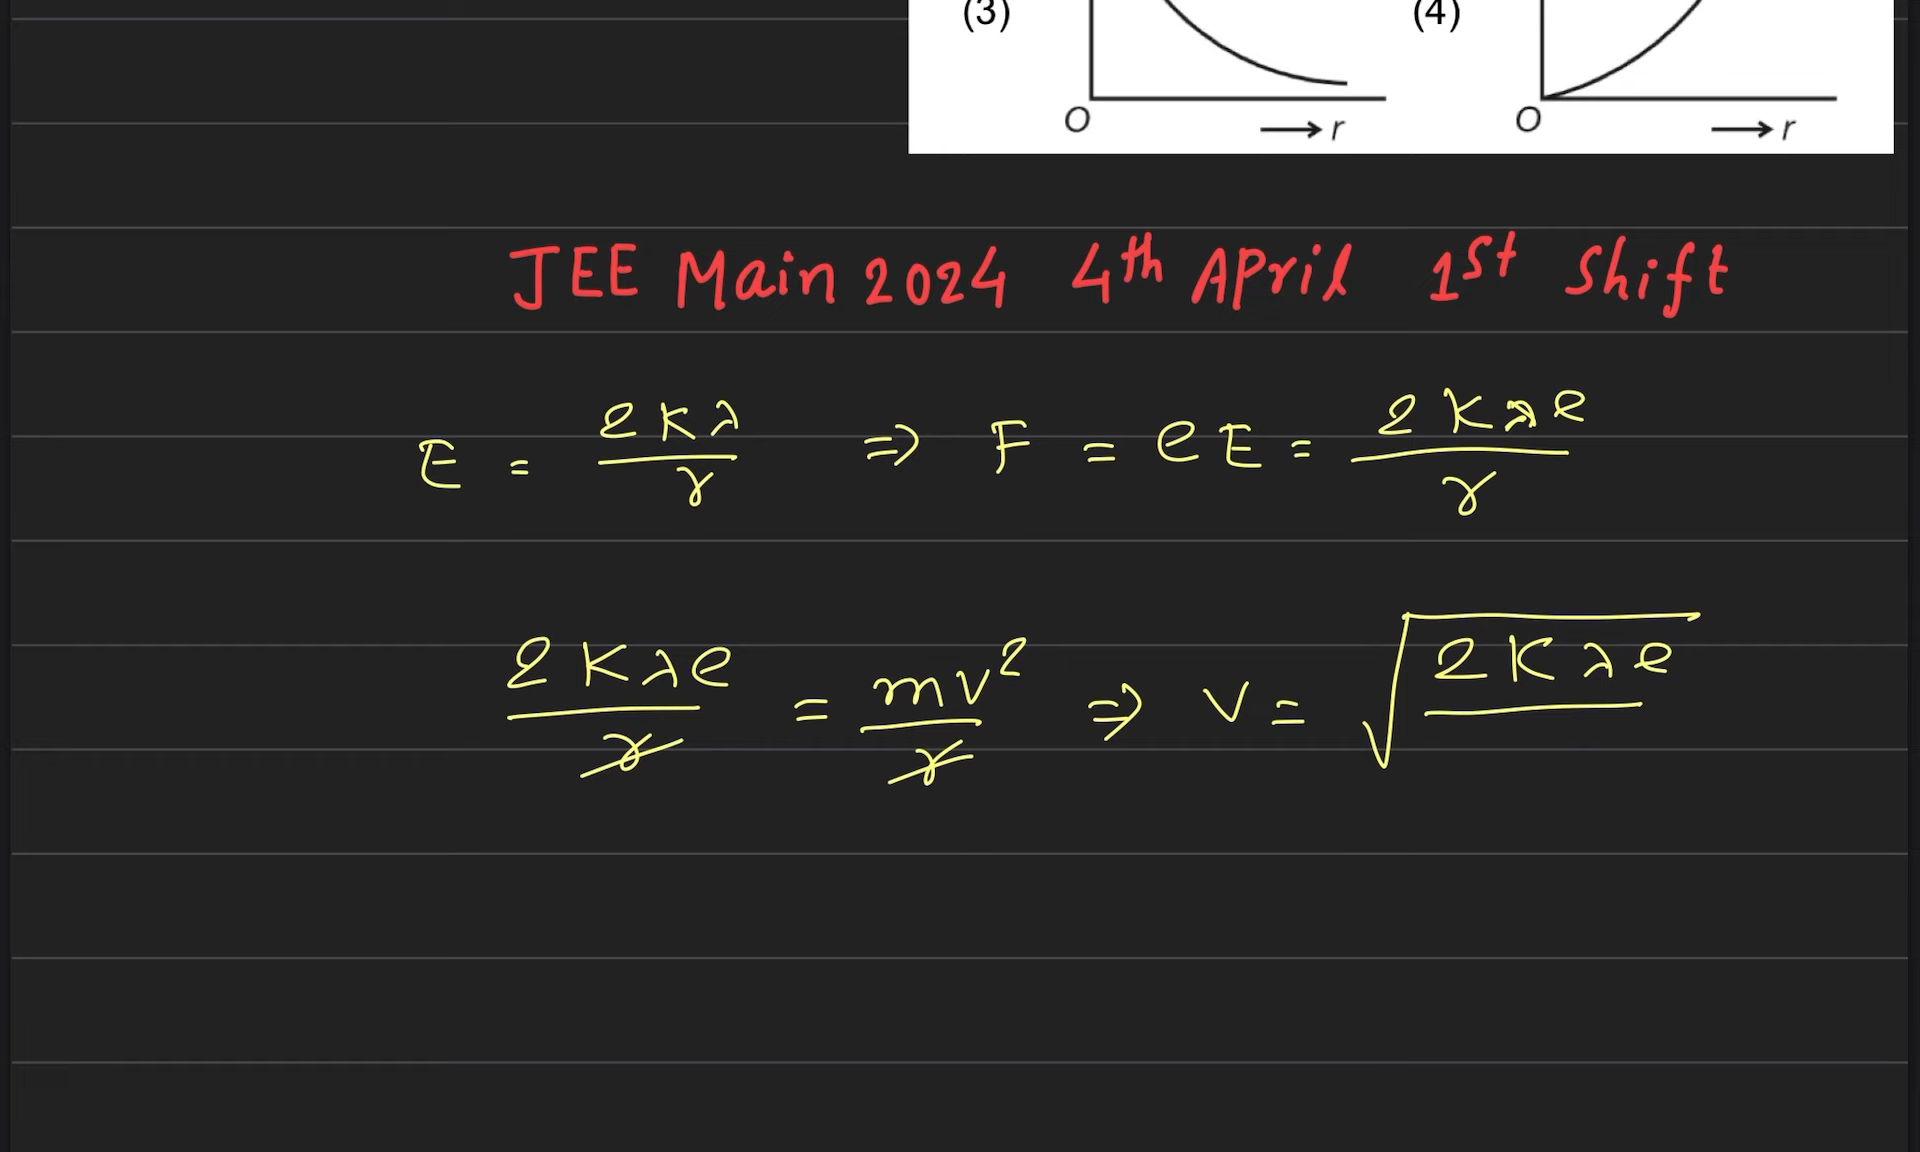 (3) (4)
O → r O → r
JEE Main 2024 4th April 1st Shift
E = 2Kλ/r ⇒ F = eE = 2Kλe/r
2Kλe/r = mv²/r ⇒ v = √(2Kλe/